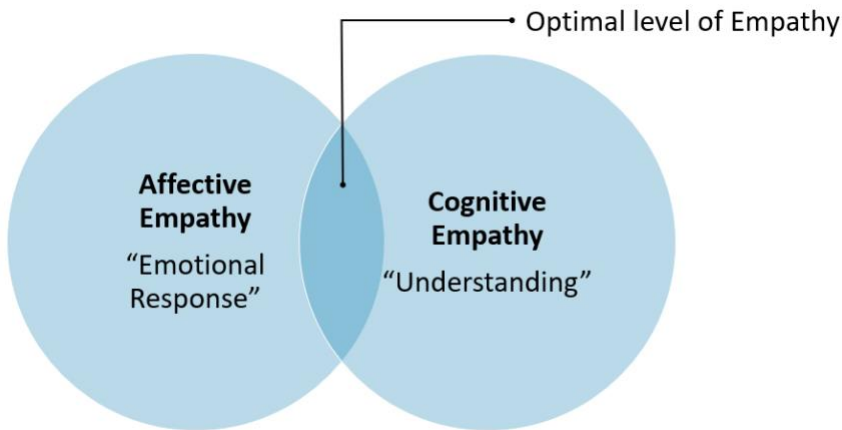 Optimal level of Empathy
Affective
Empathy
“Emotional
Response”
Cognitive
Empathy
“Understanding”